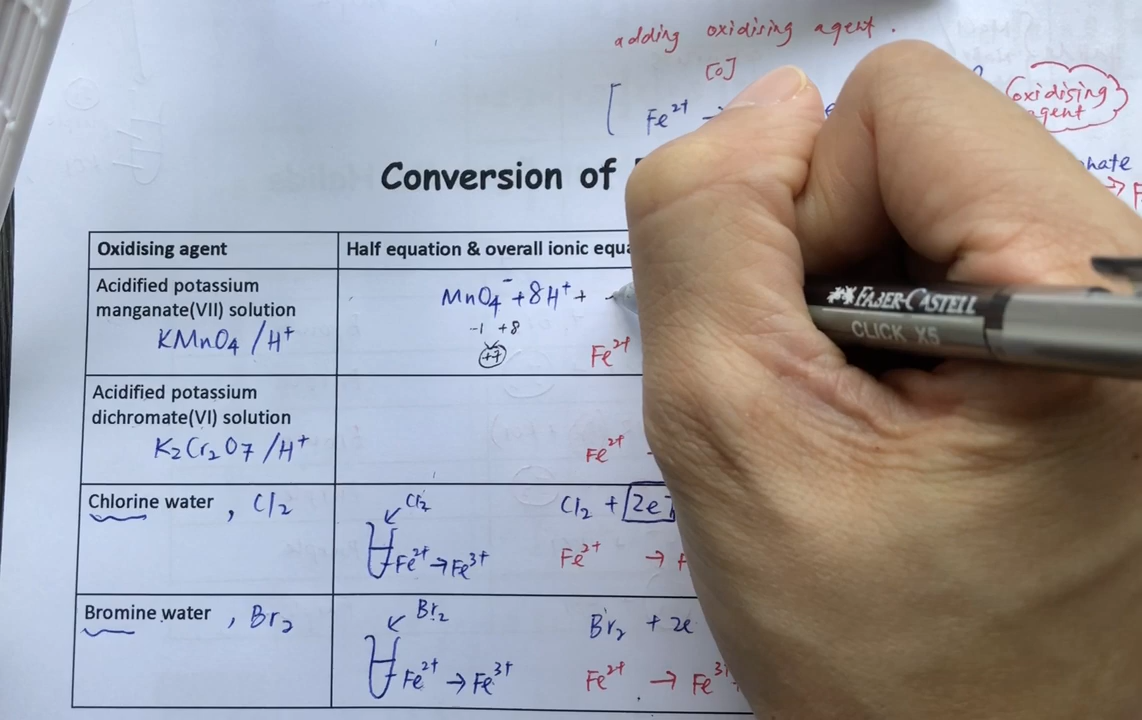 adding oxidising agent.
[O]
[ Fe²⁺ →
oxidising
agent
hate
→ F
Conversion of
Oxidising agent
Half equation & overall ionic equa
Acidified potassium
manganate(VII) solution
KMnO₄ /H⁺
MnO₄⁻ + 8H⁺ +
-1 +8
+7
Fe²⁺
Acidified potassium
dichromate(VI) solution
K₂Cr₂O₇ /H⁺
Fe²⁺
Chlorine water , Cl₂
Cl₂
Fe²⁺ → Fe³⁺
Cl₂ + 2e⁻
Fe²⁺ → F
Bromine water , Br₂
Br₂
Fe²⁺ → Fe³⁺
Br₂ + 2e
Fe²⁺ → Fe³⁺
FABER-CASTELL
CLICK X5